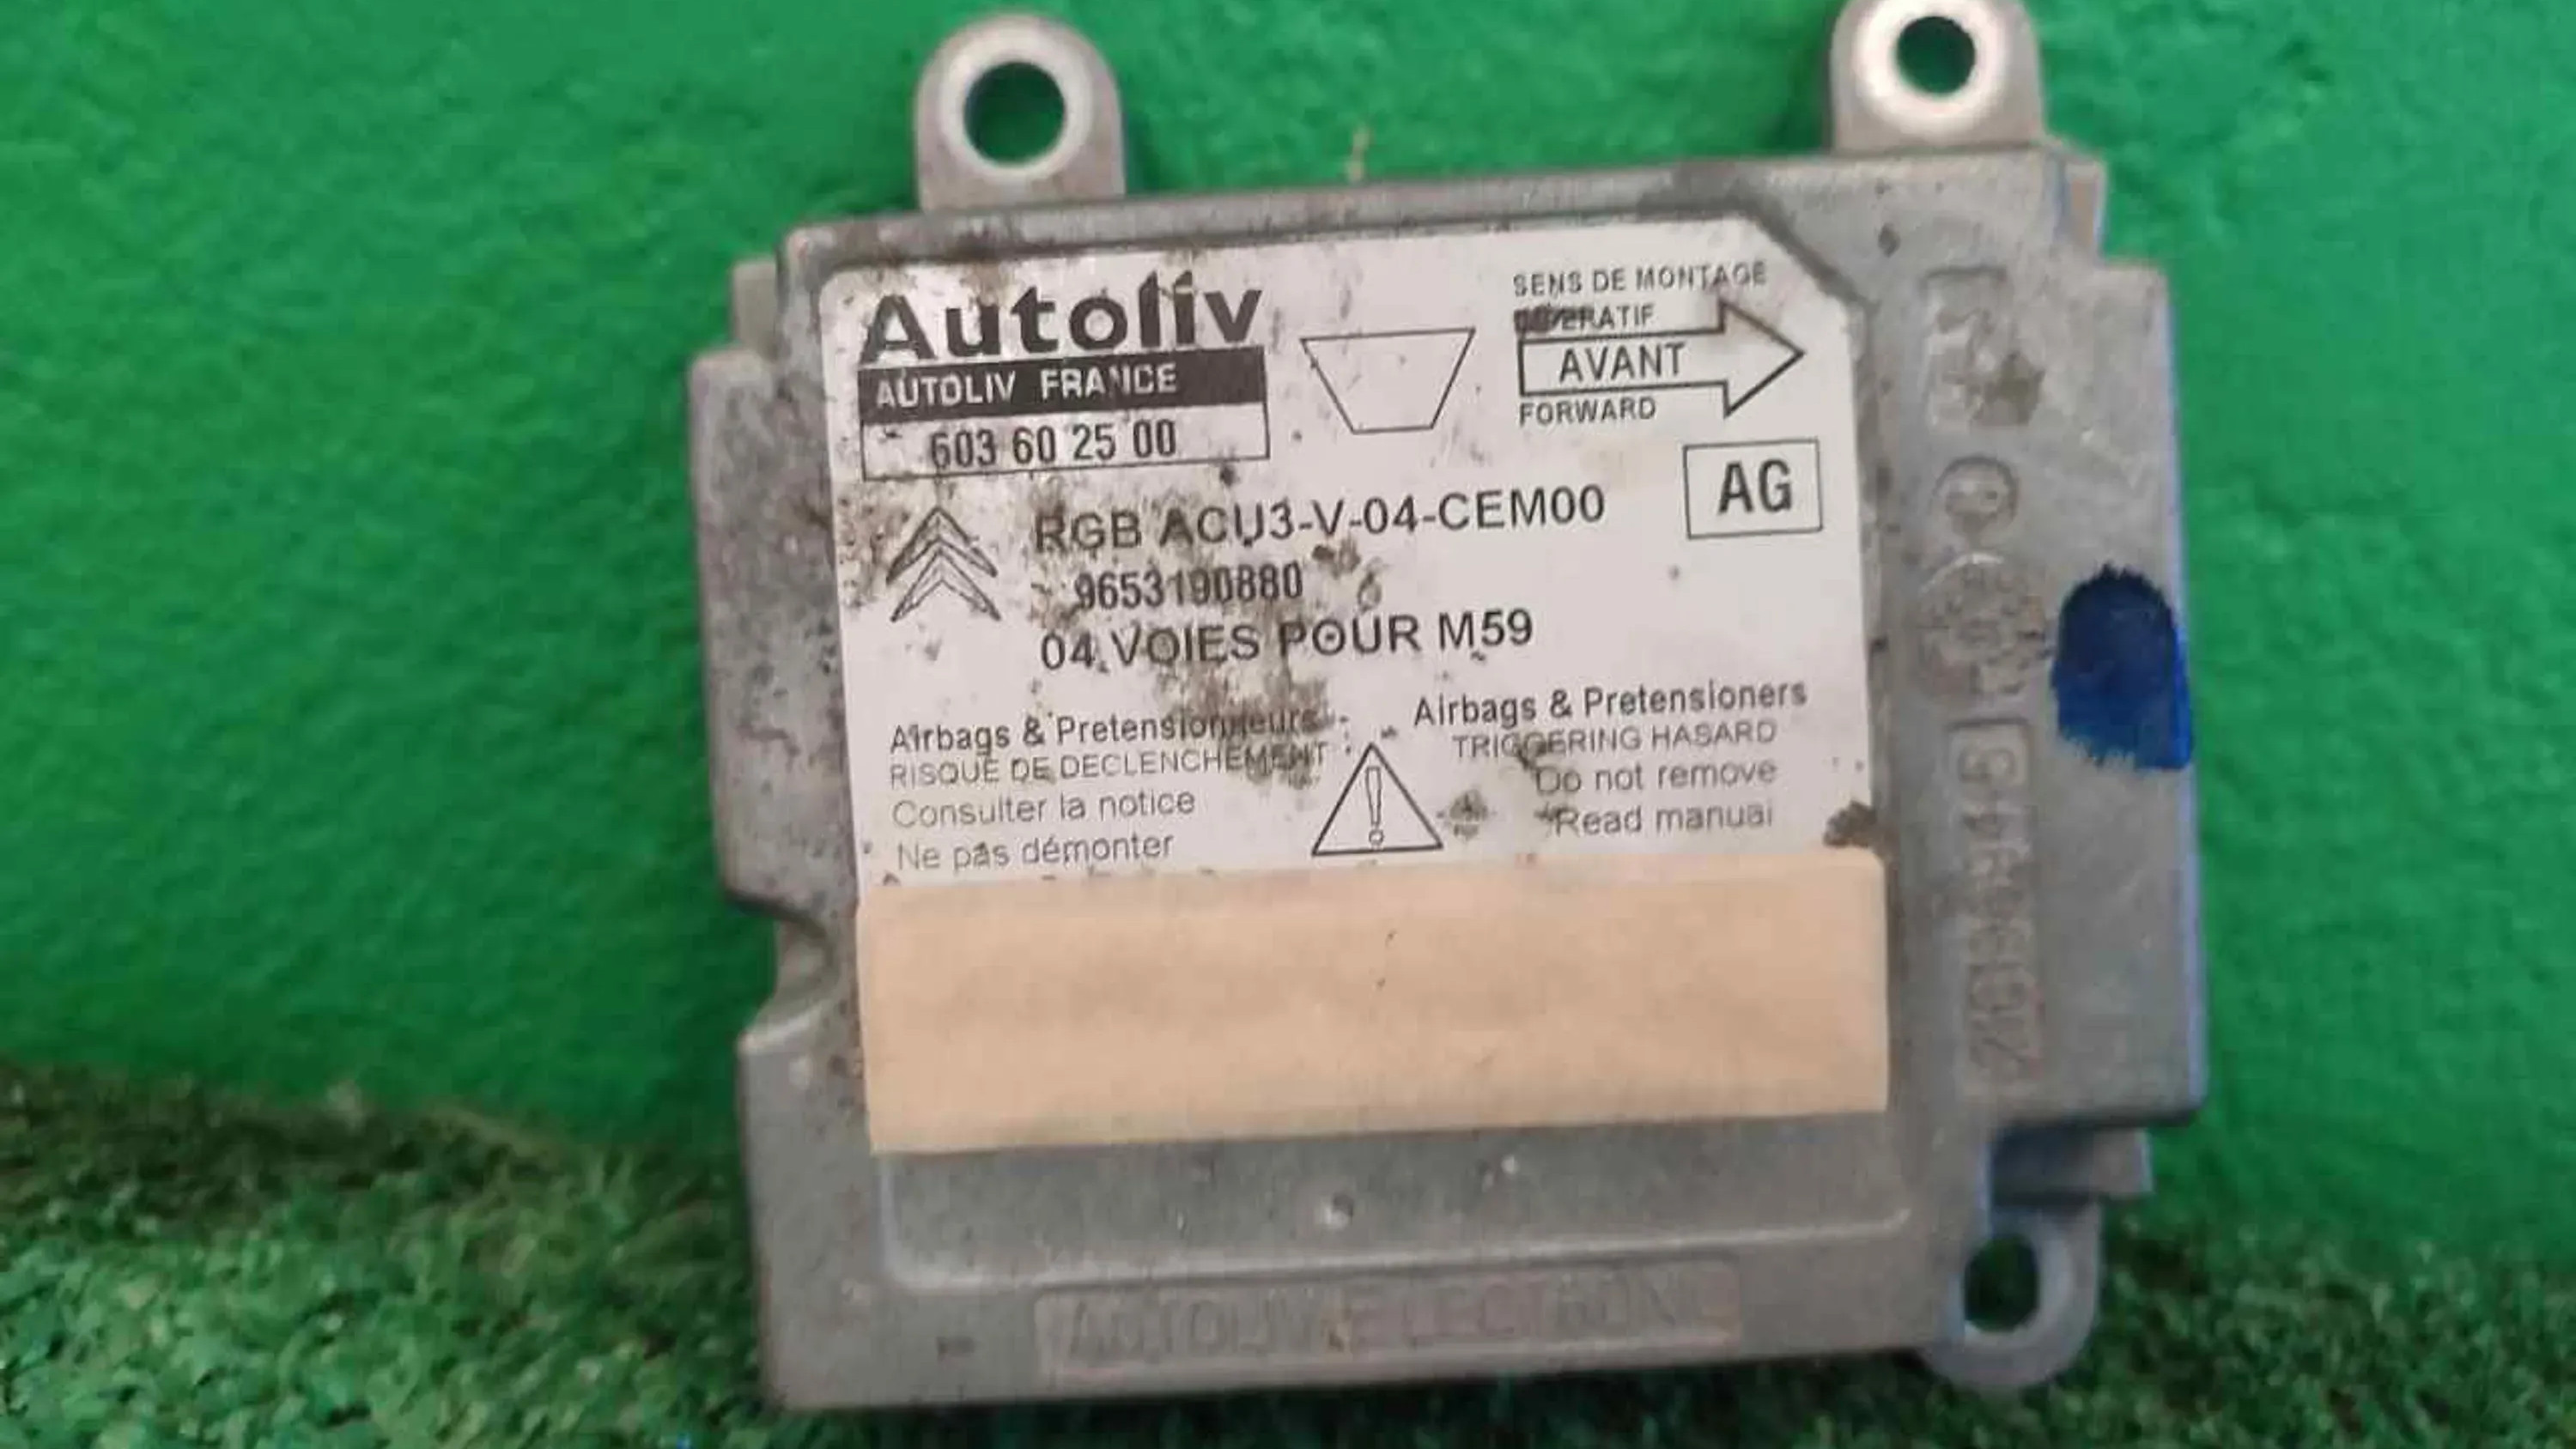 Autoliv
AUTOLIV FRANCE
603 60 25 00
SENS DE MONTAGE
AVANT
FORWARD
AG
RGB ACU3-V-04-CEM00
9653190880
04 VOIES POUR M59
Airbags & Pretensionneurs
RISQUE DE DECLENCHEMENT
Consulter la notice
Ne pas démonter
Airbags & Pretensioners
TRIGGERING HASARD
Do not remove
Read manual
AUTOLIV ELECTRONIC